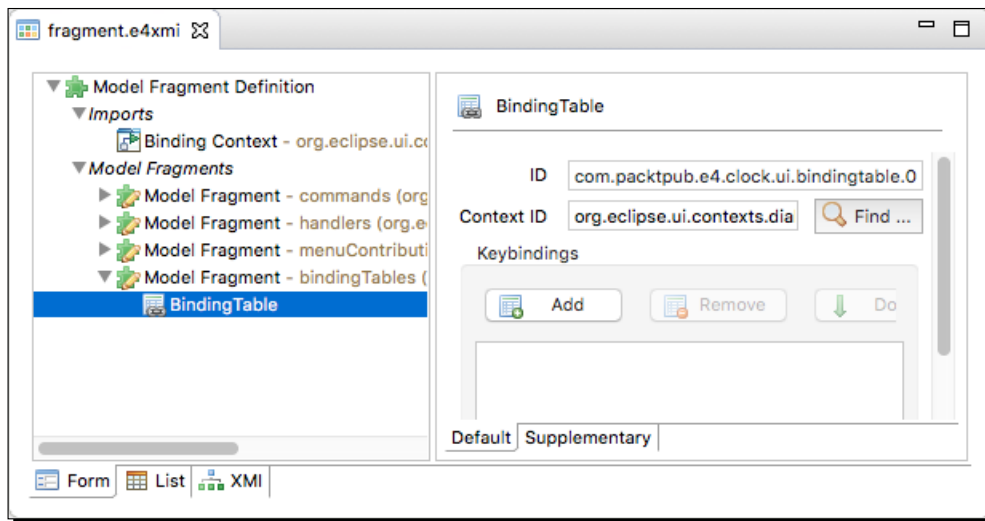 fragment.e4xmi
Model Fragment Definition
Imports
Binding Context - org.eclipse.ui.co
Model Fragments
Model Fragment - commands (org
Model Fragment - handlers (org.e
Model Fragment - menuContributi
Model Fragment - bindingTables (
BindingTable
BindingTable
ID com.packtpub.e4.clock.ui.bindingtable.0
Context ID org.eclipse.ui.contexts.dia Find ...
Keybindings
Add Remove Do
Default Supplementary
Form List XMI